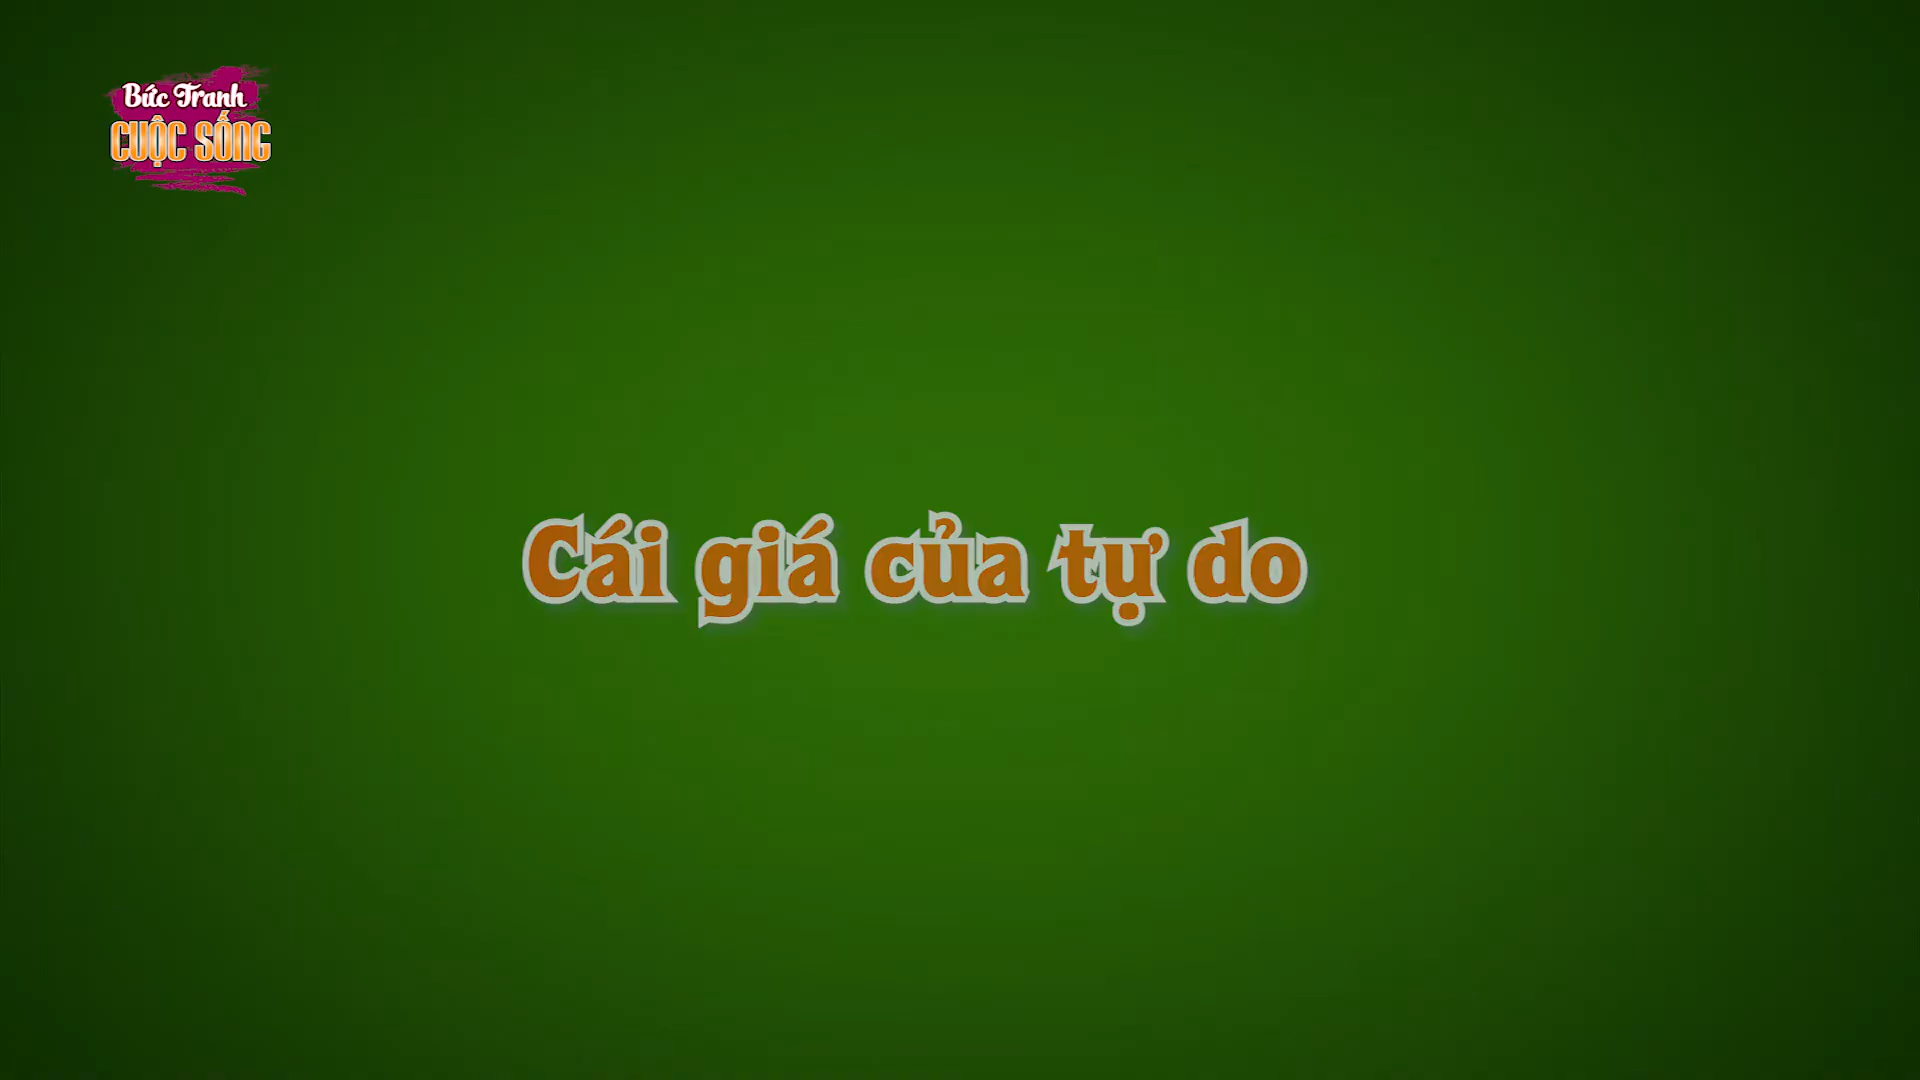 Bức Tranh
CUỘC SỐNG
Cái giá của tự do